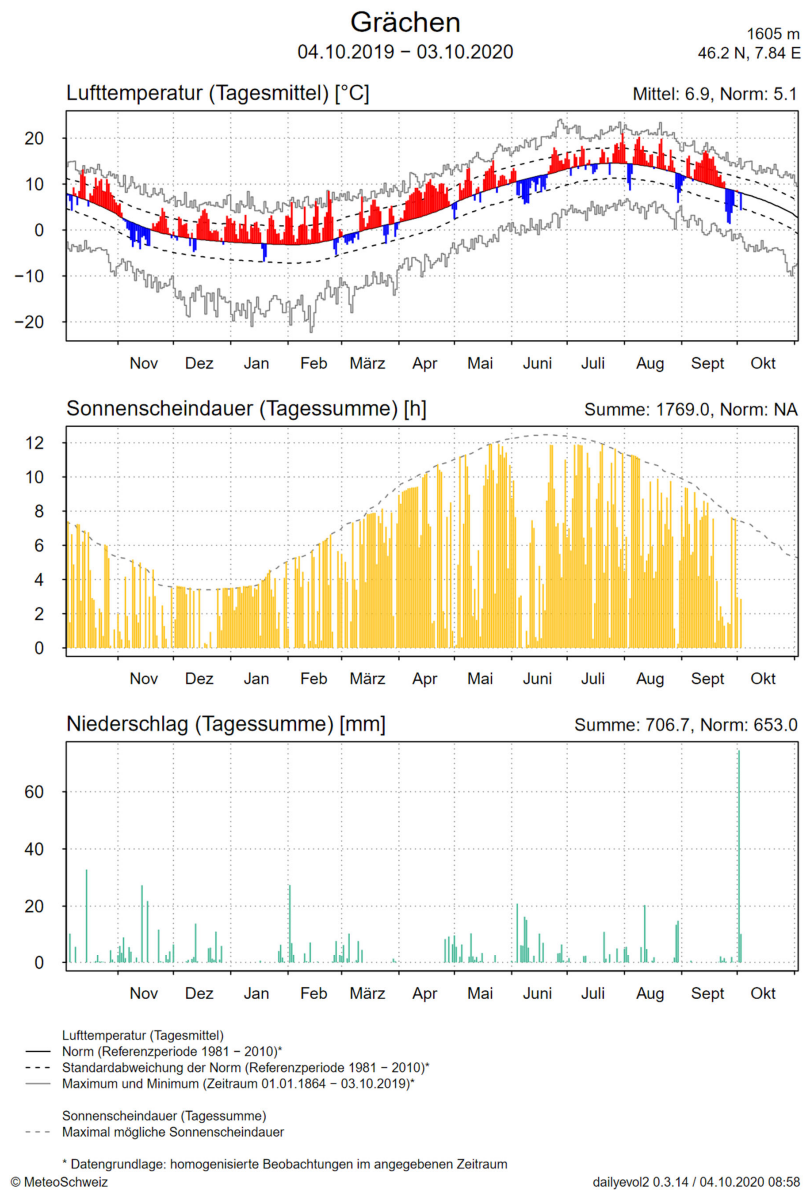 Grächen
04.10.2019 − 03.10.2020
1605 m
46.2 N, 7.84 E
Lufttemperatur (Tagesmittel) [°C]
Mittel: 6.9, Norm: 5.1
20
10
0
−10
−20
Nov Dez Jan Feb März Apr Mai Juni Juli Aug Sept Okt
Sonnenscheindauer (Tagessumme) [h]
Summe: 1769.0, Norm: NA
12
10
8
6
4
2
0
Nov Dez Jan Feb März Apr Mai Juni Juli Aug Sept Okt
Niederschlag (Tagessumme) [mm]
Summe: 706.7, Norm: 653.0
60
40
20
0
Nov Dez Jan Feb März Apr Mai Juni Juli Aug Sept Okt
Lufttemperatur (Tagesmittel)
Norm (Referenzperiode 1981 − 2010)*
Standardabweichung der Norm (Referenzperiode 1981 − 2010)*
Maximum und Minimum (Zeitraum 01.01.1864 − 03.10.2019)*
Sonnenscheindauer (Tagessumme)
Maximal mögliche Sonnenscheindauer
* Datengrundlage: homogenisierte Beobachtungen im angegebenen Zeitraum
© MeteoSchweiz
dailyevol2 0.3.14 / 04.10.2020 08:58